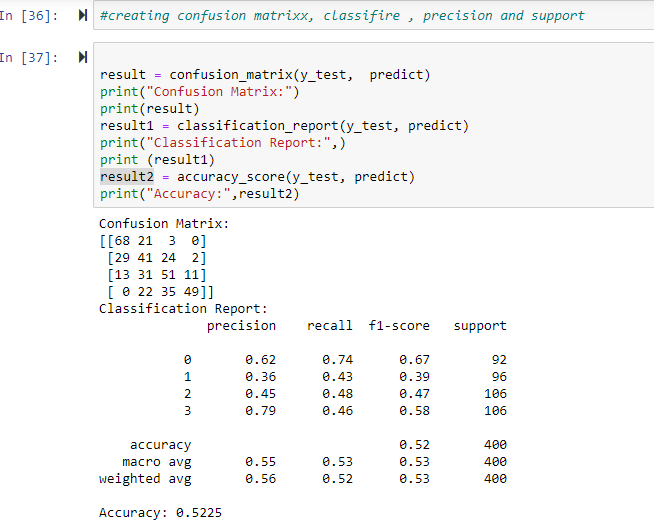 In [36]: #creating confusion matrixx, classifire , precision and support
In [37]:
result = confusion_matrix(y_test,  predict)
print("Confusion Matrix:")
print(result)
result1 = classification_report(y_test, predict)
print("Classification Report:",)
print (result1)
result2 = accuracy_score(y_test, predict)
print("Accuracy:",result2)
Confusion Matrix:
[[68 21  3  0]
 [29 41 24  2]
 [13 31 51 11]
 [ 0 22 35 49]]
Classification Report:
              precision    recall  f1-score   support
           0       0.62      0.74      0.67        92
           1       0.36      0.43      0.39        96
           2       0.45      0.48      0.47       106
           3       0.79      0.46      0.58       106
    accuracy                           0.52       400
   macro avg       0.55      0.53      0.53       400
weighted avg       0.56      0.52      0.53       400
Accuracy: 0.5225